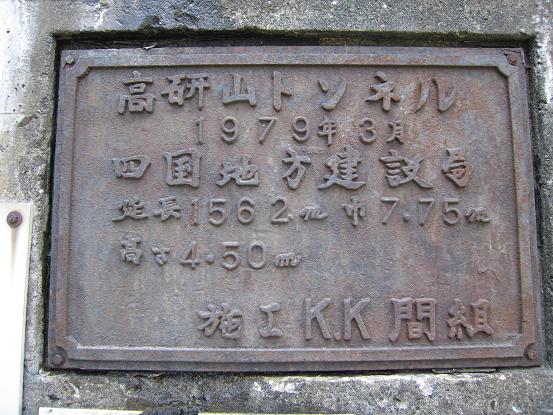 高研山トンネル
1979年3月
四国地方建設局
延長1562m巾7.75m
高さ4.50m
施工K.K間組